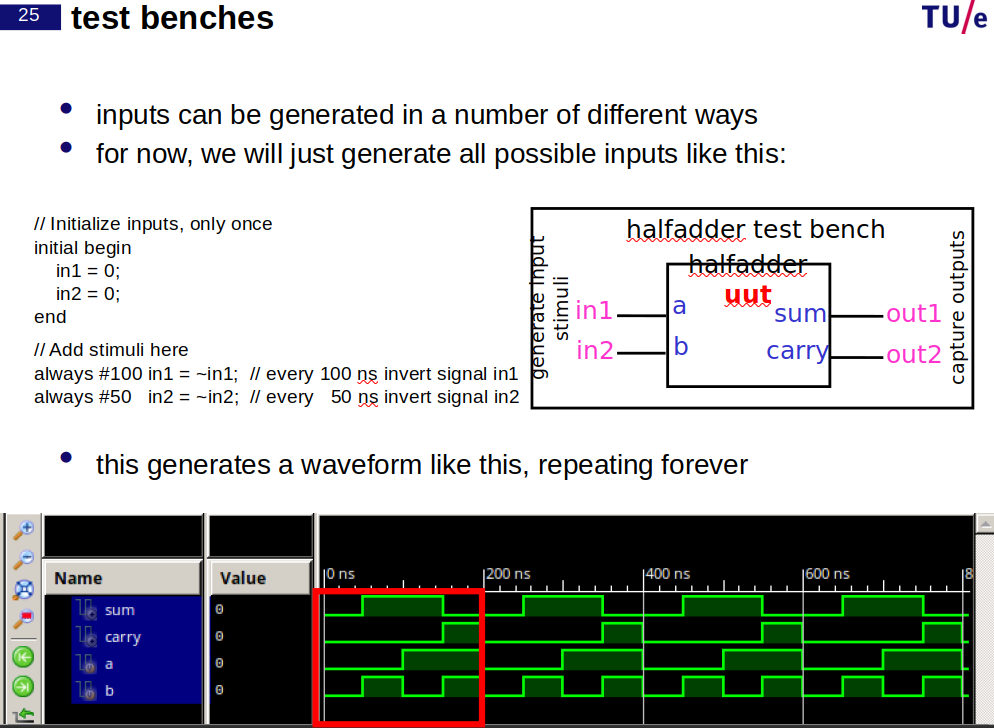 25 test benches TU/e
• inputs can be generated in a number of different ways
• for now, we will just generate all possible inputs like this:
// Initialize inputs, only once
initial begin
in1 = 0;
in2 = 0;
end
// Add stimuli here
always #100 in1 = ~in1; // every 100 ns invert signal in1
always #50 in2 = ~in2; // every 50 ns invert signal in2
halfadder test bench
halfadder
uut
generate input
stimuli
in1 a sum out1
in2 b carry out2
capture outputs
• this generates a waveform like this, repeating forever
Name Value
0 ns 200 ns 400 ns 600 ns 8
sum 0
carry 0
a 0
b 0